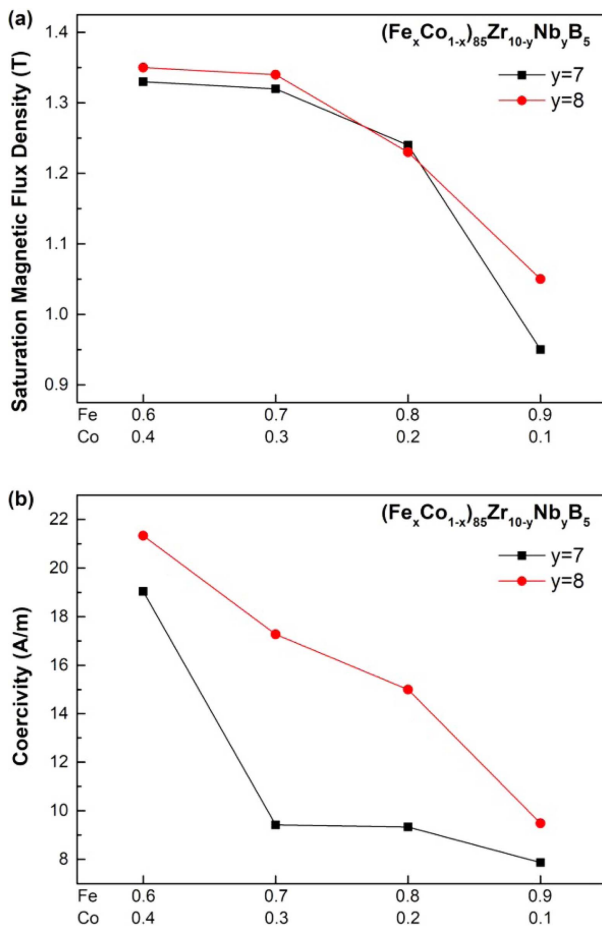 (a)
(FeₓCo₁₋ₓ)₈₅Zr₁₀₋ᵧNbᵧB₅
y=7
y=8
Saturation Magnetic Flux Density (T)
1.4
1.3
1.2
1.1
1.0
0.9
Fe 0.6 0.7 0.8 0.9
Co 0.4 0.3 0.2 0.1
(b)
(FeₓCo₁₋ₓ)₈₅Zr₁₀₋ᵧNbᵧB₅
y=7
y=8
Coercivity (A/m)
22
20
18
16
14
12
10
8
Fe 0.6 0.7 0.8 0.9
Co 0.4 0.3 0.2 0.1